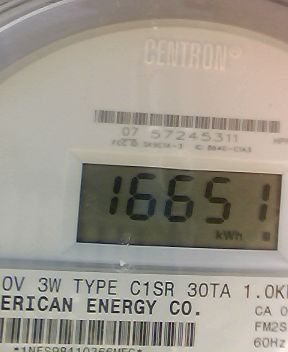 CENTRON®
07 57245311
16651
kWh
0V 3W TYPE C1SR 30TA 1.0K
ERICAN ENERGY CO.
CA 0
FM2S
60Hz